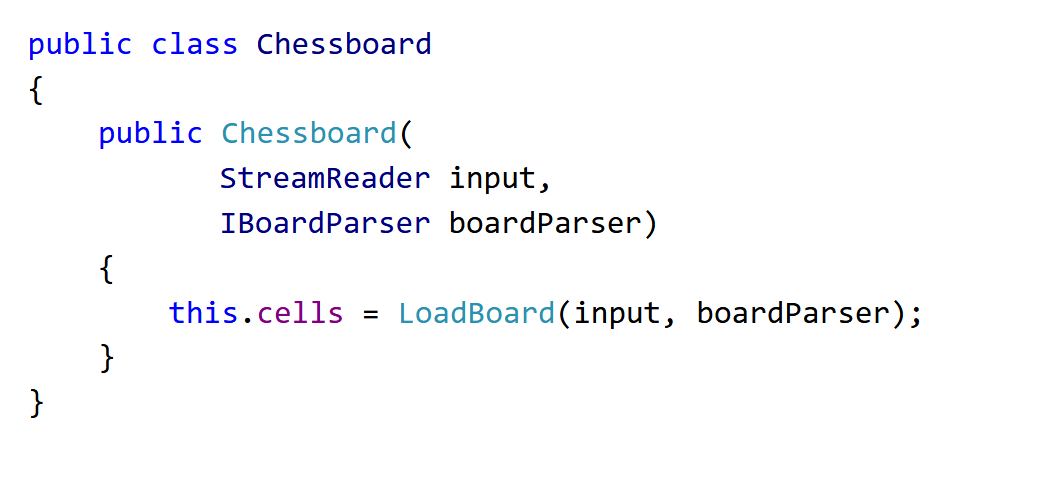 public class Chessboard
{
    public Chessboard(
           StreamReader input,
           IBoardParser boardParser)
    {
        this.cells = LoadBoard(input, boardParser);
    }
}